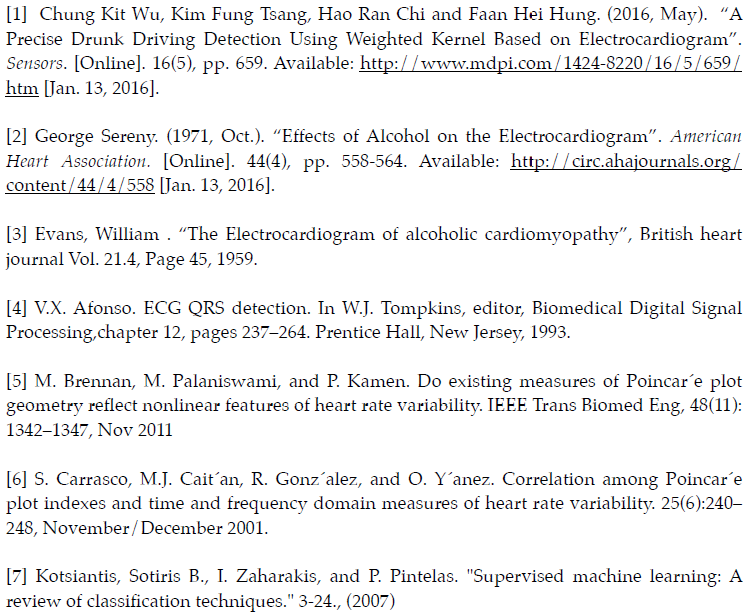 [1] Chung Kit Wu, Kim Fung Tsang, Hao Ran Chi and Faan Hei Hung. (2016, May). “A
Precise Drunk Driving Detection Using Weighted Kernel Based on Electrocardiogram”.
Sensors. [Online]. 16(5), pp. 659. Available: http://www.mdpi.com/1424-8220/16/5/659/
htm [Jan. 13, 2016].
[2] George Sereny. (1971, Oct.). “Effects of Alcohol on the Electrocardiogram”. American
Heart Association. [Online]. 44(4), pp. 558-564. Available: http://circ.ahajournals.org/
content/44/4/558 [Jan. 13, 2016].
[3] Evans, William . “The Electrocardiogram of alcoholic cardiomyopathy”, British heart
journal Vol. 21.4, Page 45, 1959.
[4] V.X. Afonso. ECG QRS detection. In W.J. Tompkins, editor, Biomedical Digital Signal
Processing,chapter 12, pages 237–264. Prentice Hall, New Jersey, 1993.
[5] M. Brennan, M. Palaniswami, and P. Kamen. Do existing measures of Poincar´e plot
geometry reflect nonlinear features of heart rate variability. IEEE Trans Biomed Eng, 48(11):
1342–1347, Nov 2011
[6] S. Carrasco, M.J. Cait´an, R. Gonz´alez, and O. Y´anez. Correlation among Poincar´e
plot indexes and time and frequency domain measures of heart rate variability. 25(6):240–
248, November/December 2001.
[7] Kotsiantis, Sotiris B., I. Zaharakis, and P. Pintelas. "Supervised machine learning: A
review of classification techniques." 3-24., (2007)